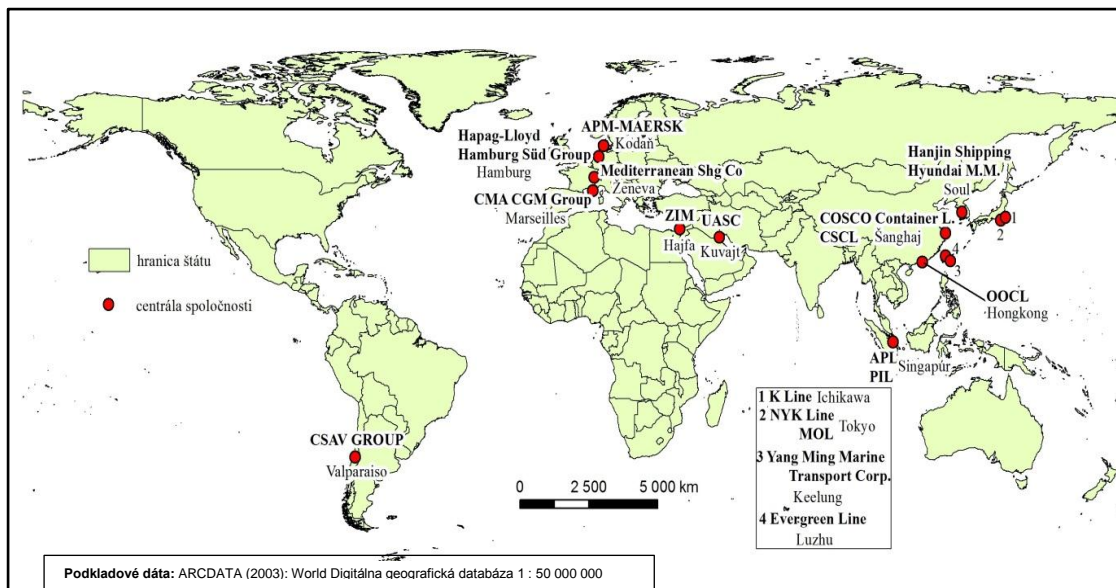 APM-MAERSK
Kodaň
Hapag-Lloyd
Hamburg Süd Group
Hamburg
Mediterranean Shg Co
Ženeva
CMA CGM Group
Marseilles
ZIM
Hajfa
UASC
Kuvajt
Hanjin Shipping
Hyundai M.M.
Soul
1
2
COSCO Container L.
CSCL Šanghaj
4
3
OOCL
Hongkong
APL
PIL
Singapúr
hranica štátu
centrála spoločnosti
CSAV GROUP
Valparaiso
0 2 500 5 000 km
1 K Line Ichikawa
2 NYK Line
MOL
Tokyo
3 Yang Ming Marine
Transport Corp.
Keelung
4 Evergreen Line
Luzhu
Podkladové dáta: ARCDATA (2003): World Digitálna geografická databáza 1 : 50 000 000